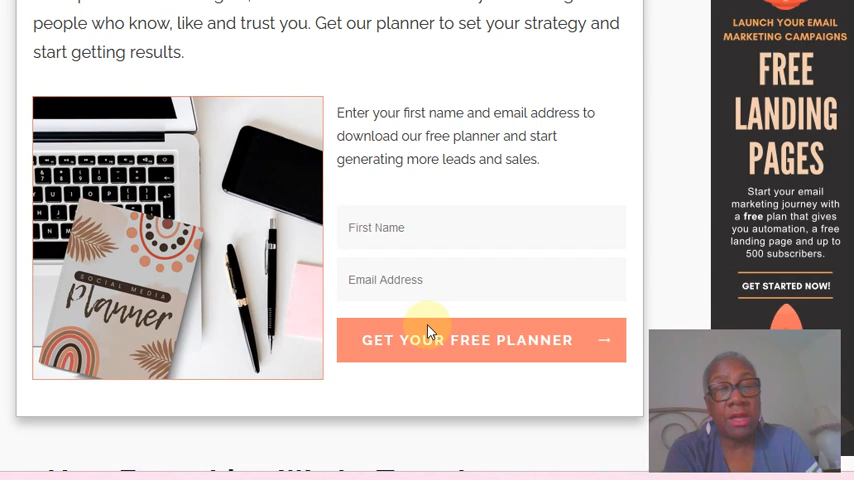 people who know, like and trust you. Get our planner to set your strategy and
start getting results.
Enter your first name and email address to
download our free planner and start
generating more leads and sales.
First Name
Email Address
GET YOUR FREE PLANNER →
SOCIAL MEDIA
Planner
LAUNCH YOUR EMAIL
MARKETING CAMPAIGNS
FREE
LANDING
PAGES
Start your email
marketing journey with
a free plan that gives
you automation, a free
landing page and up to
500 subscribers.
GET STARTED NOW!